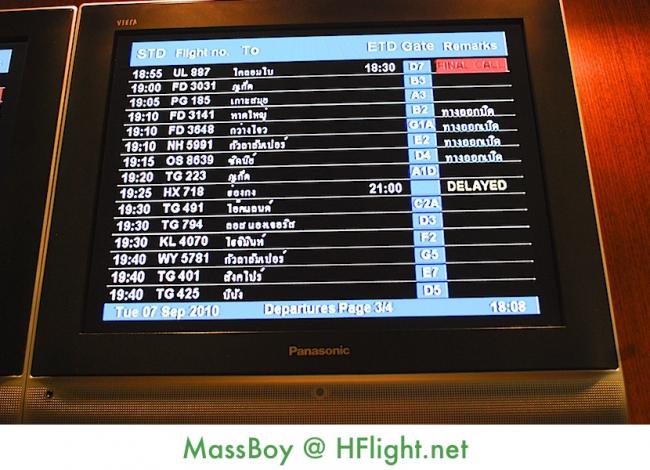 VIERA
STD Flight no. To ETD Gate Remarks
18:55 UL 887 โคลอมโบ 18:30 D7 FINAL CALL
19:00 FD 3031 ภูเก็ต B3
19:05 PG 185 เกาะสมุย A3
19:10 FD 3141 หาดใหญ่ B2 ทางออกเปิด
19:10 FD 3648 กวางโจว G1A ทางออกเปิด
19:10 NH 5991 กัวลาลัมเปอร์ E2 ทางออกเปิด
19:15 OS 8639 ซิดนีย์ D4 ทางออกเปิด
19:20 TG 223 ภูเก็ต A1D
19:25 HX 718 ฮ่องกง 21:00 DELAYED
19:30 TG 491 โอ๊คแลนด์ C2A
19:30 TG 794 ลอส แองเจอริส D3
19:30 KL 4070 โฮจิมินห์ F2
19:40 WY 5781 กัวลาลัมเปอร์ G5
19:40 TG 401 สิงคโปร์ E7
19:40 TG 425 ปีนัง D5
Tue 07 Sep 2010 Departures Page 3/4 18:08
Panasonic
MassBoy @ HFlight.net